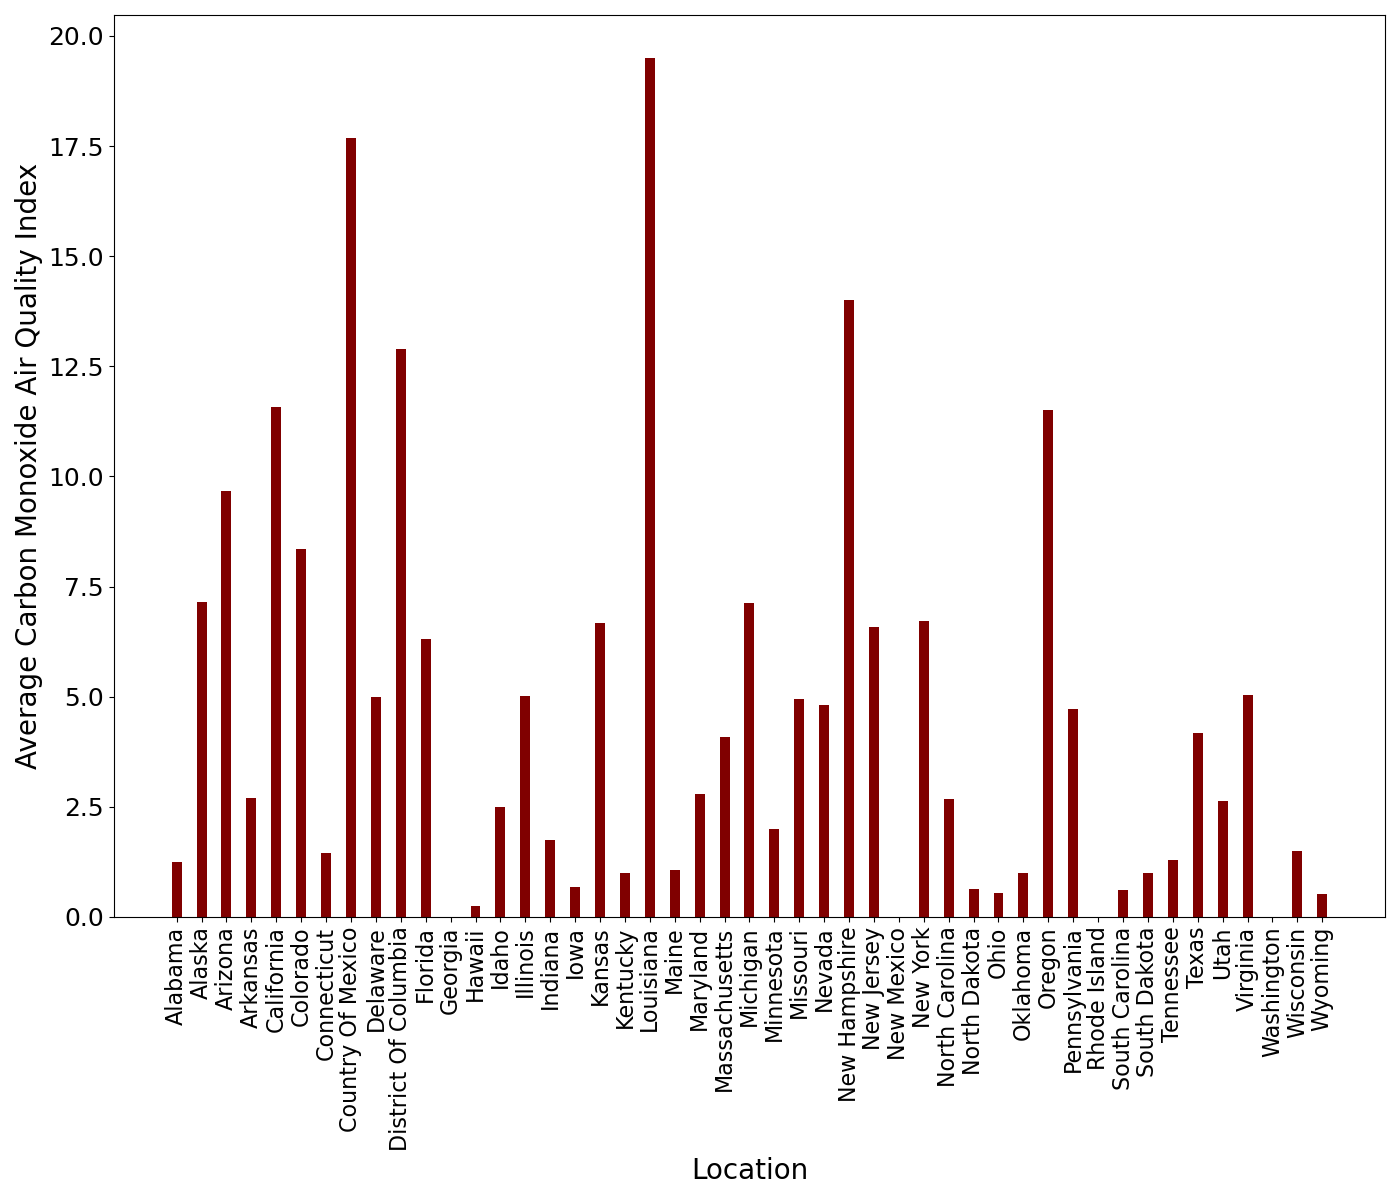 Average Carbon Monoxide Air Quality Index
20.0
17.5
15.0
12.5
10.0
7.5
5.0
2.5
0.0
Alabama
Alaska
Arizona
Arkansas
California
Colorado
Connecticut
Country Of Mexico
Delaware
District Of Columbia
Florida
Georgia
Hawaii
Idaho
Illinois
Indiana
Iowa
Kansas
Kentucky
Louisiana
Maine
Maryland
Massachusetts
Michigan
Minnesota
Missouri
Nevada
New Hampshire
New Jersey
New Mexico
New York
North Carolina
North Dakota
Ohio
Oklahoma
Oregon
Pennsylvania
Rhode Island
South Carolina
South Dakota
Tennessee
Texas
Utah
Virginia
Washington
Wisconsin
Wyoming
Location